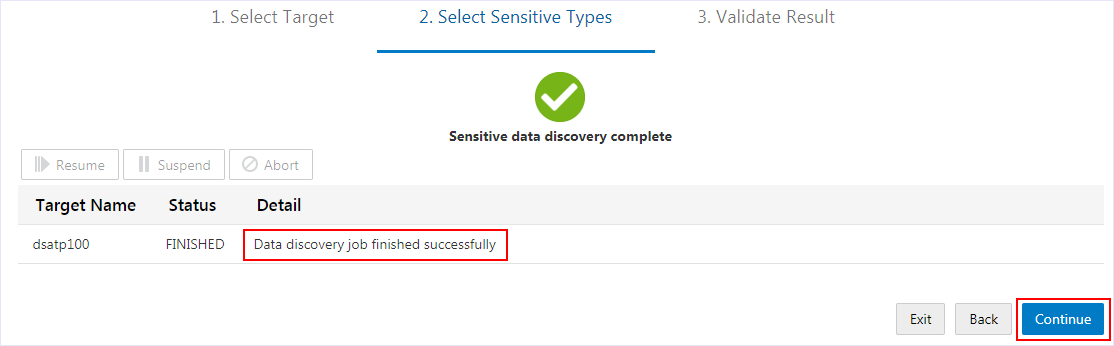 1. Select Target 2. Select Sensitive Types 3. Validate Result
Sensitive data discovery complete
Resume Suspend Abort
Target Name Status Detail
dsatp100 FINISHED Data discovery job finished successfully
Exit Back Continue